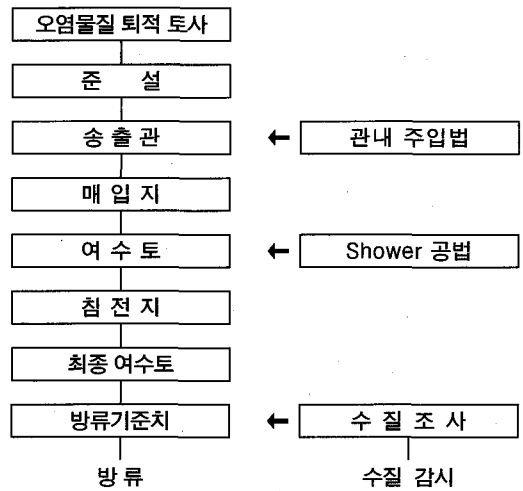 오염물질 퇴적 토사
준 설
송 출 관
관내 주입법
매 입 지
여 수 토
Shower 공법
침 전 지
최종 여수토
방류기준치
수 질 조 사
방 류
수질 감시